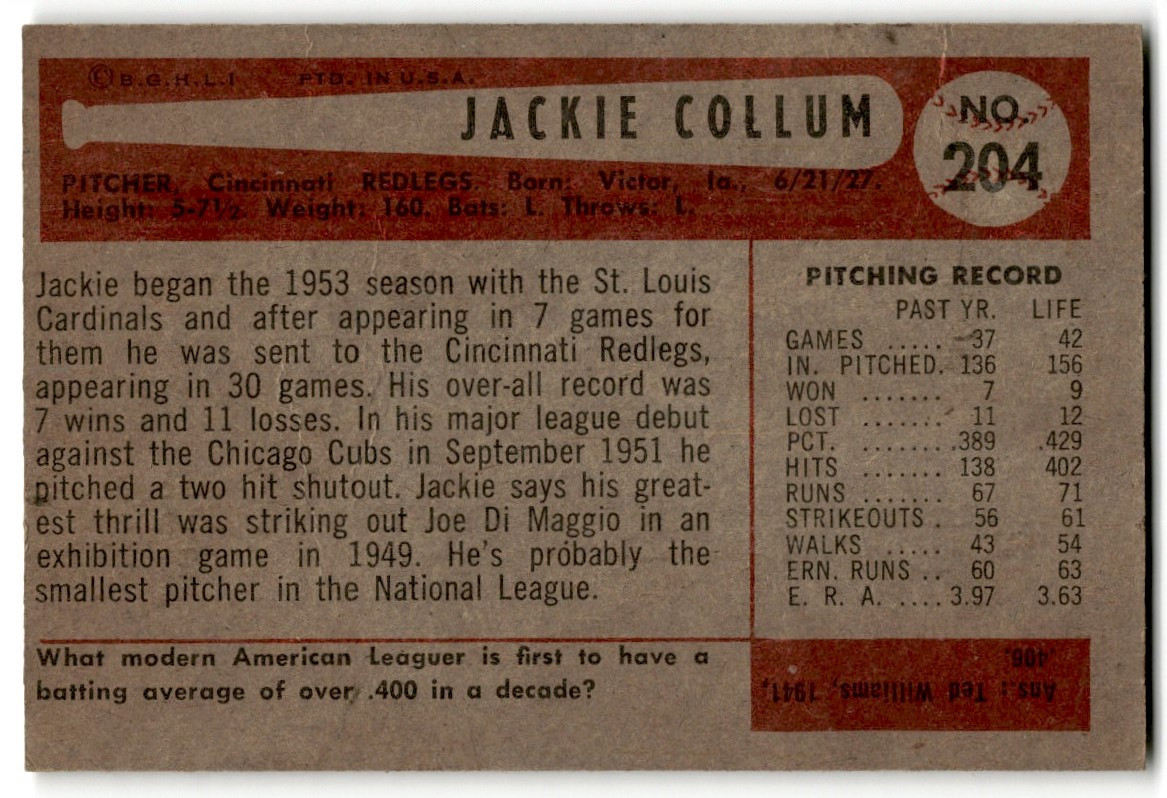 © B.G.H.L.I PTD. IN U.S.A.
JACKIE COLLUM
NO.
204
PITCHER, Cincinnati REDLEGS. Born: Victor, Ia., 6/21/27.
Height: 5-7½. Weight: 160. Bats: L. Throws: L.
Jackie began the 1953 season with the St. Louis
Cardinals and after appearing in 7 games for
them he was sent to the Cincinnati Redlegs,
appearing in 30 games. His over-all record was
7 wins and 11 losses. In his major league debut
against the Chicago Cubs in September 1951 he
pitched a two hit shutout. Jackie says his great-
est thrill was striking out Joe Di Maggio in an
exhibition game in 1949. He's probably the
smallest pitcher in the National League.
PITCHING RECORD
PAST YR. LIFE
GAMES ..... 37 42
IN. PITCHED. 136 156
WON ....... 7 9
LOST ....... 11 12
PCT. ....... .389 .429
HITS ....... 138 402
RUNS ....... 67 71
STRIKEOUTS . 56 61
WALKS ..... 43 54
ERN. RUNS .. 60 63
E. R. A. .... 3.97 3.63
What modern American Leaguer is first to have a
batting average of over .400 in a decade?
Ans.: Ted Williams, 1941,
.406.